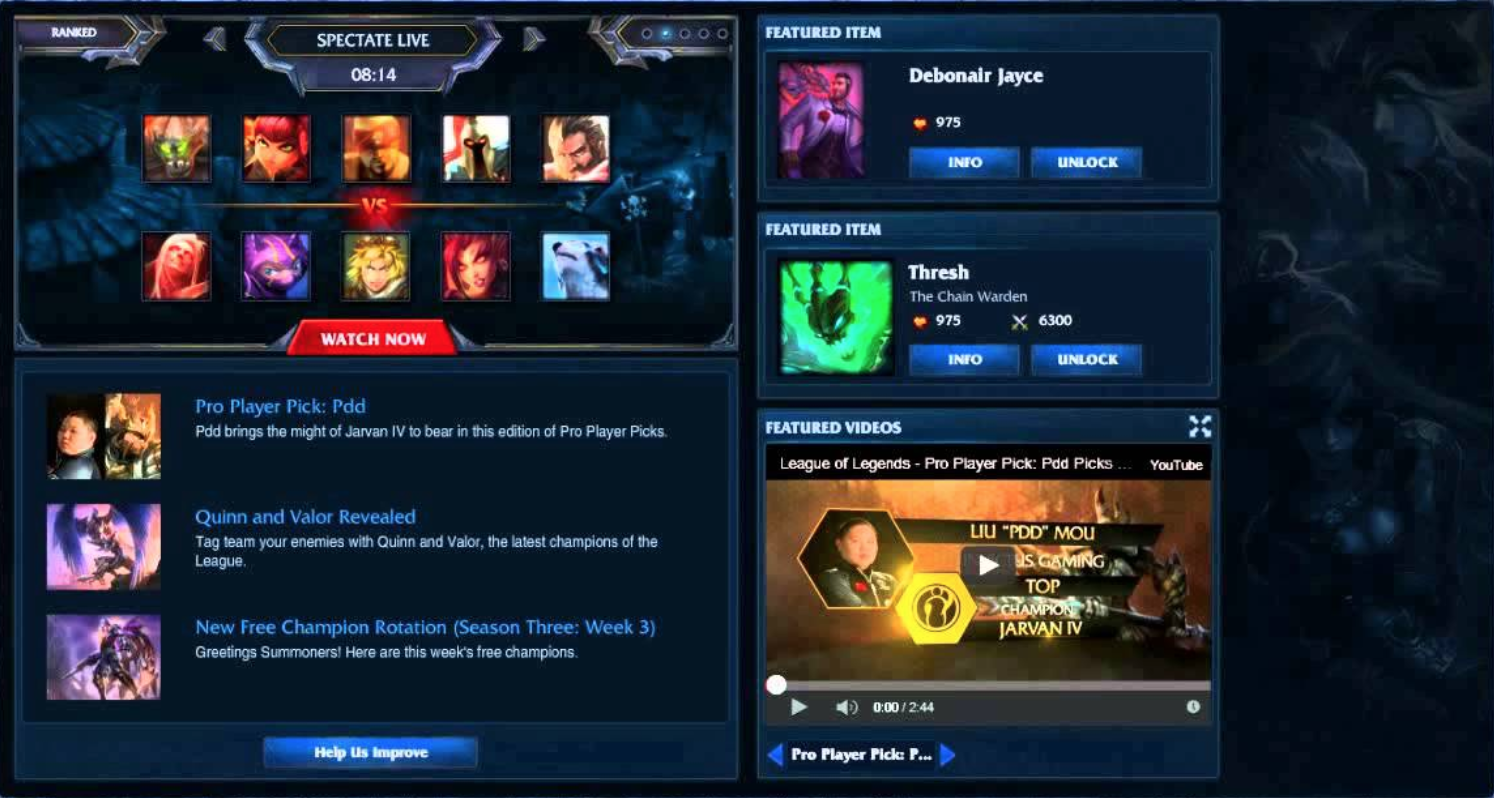 RANKED
SPECTATE LIVE
08:14
VS
WATCH NOW
Pro Player Pick: Pdd
Pdd brings the might of Jarvan IV to bear in this edition of Pro Player Picks.
Quinn and Valor Revealed
Tag team your enemies with Quinn and Valor, the latest champions of the
League.
New Free Champion Rotation (Season Three: Week 3)
Greetings Summoners! Here are this week's free champions.
Help Us Improve
FEATURED ITEM
Debonair Jayce
975
INFO UNLOCK
FEATURED ITEM
Thresh
The Chain Warden
975 6300
INFO UNLOCK
FEATURED VIDEOS
League of Legends - Pro Player Pick: Pdd Picks ... YouTube
LIU "PDD" MOU
GAMING
TOP
CHAMPION
JARVAN IV
0:00 / 2:44
Pro Player Pick: P...